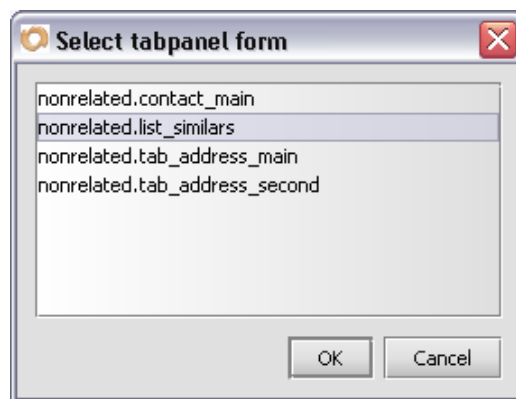 Select tabpanel form
nonrelated.contact_main
nonrelated.list_similars
nonrelated.tab_address_main
nonrelated.tab_address_second
OK Cancel